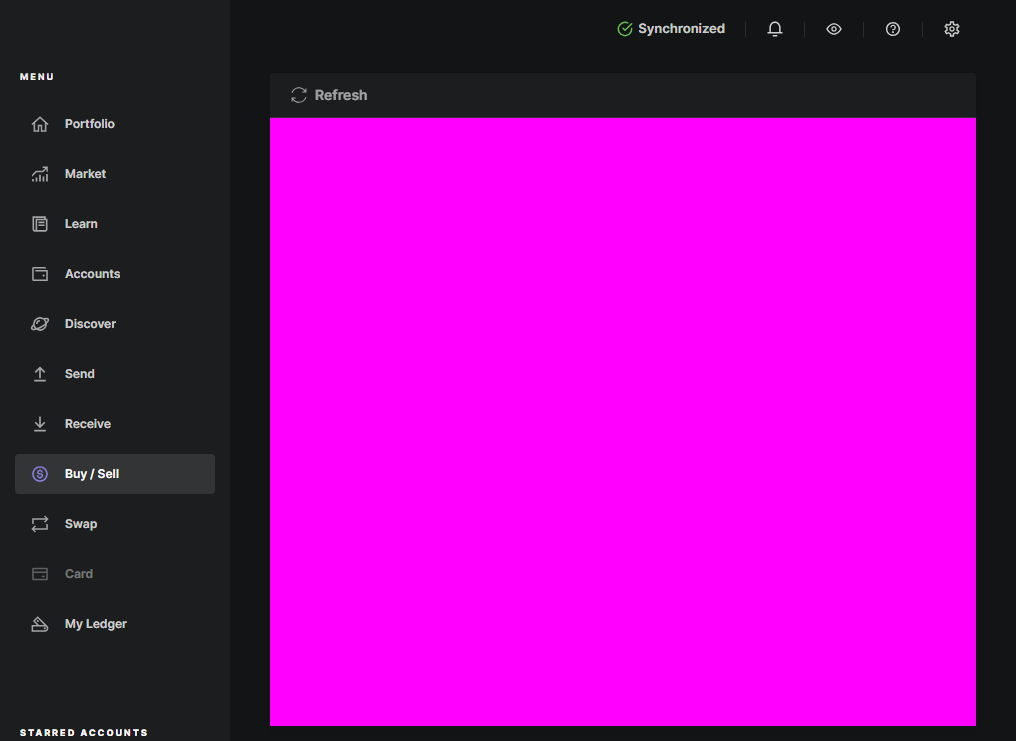 Synchronized
MENU
Refresh
Portfolio
Market
Learn
Accounts
Discover
Send
Receive
Buy / Sell
Swap
Card
My Ledger
STARRED ACCOUNTS